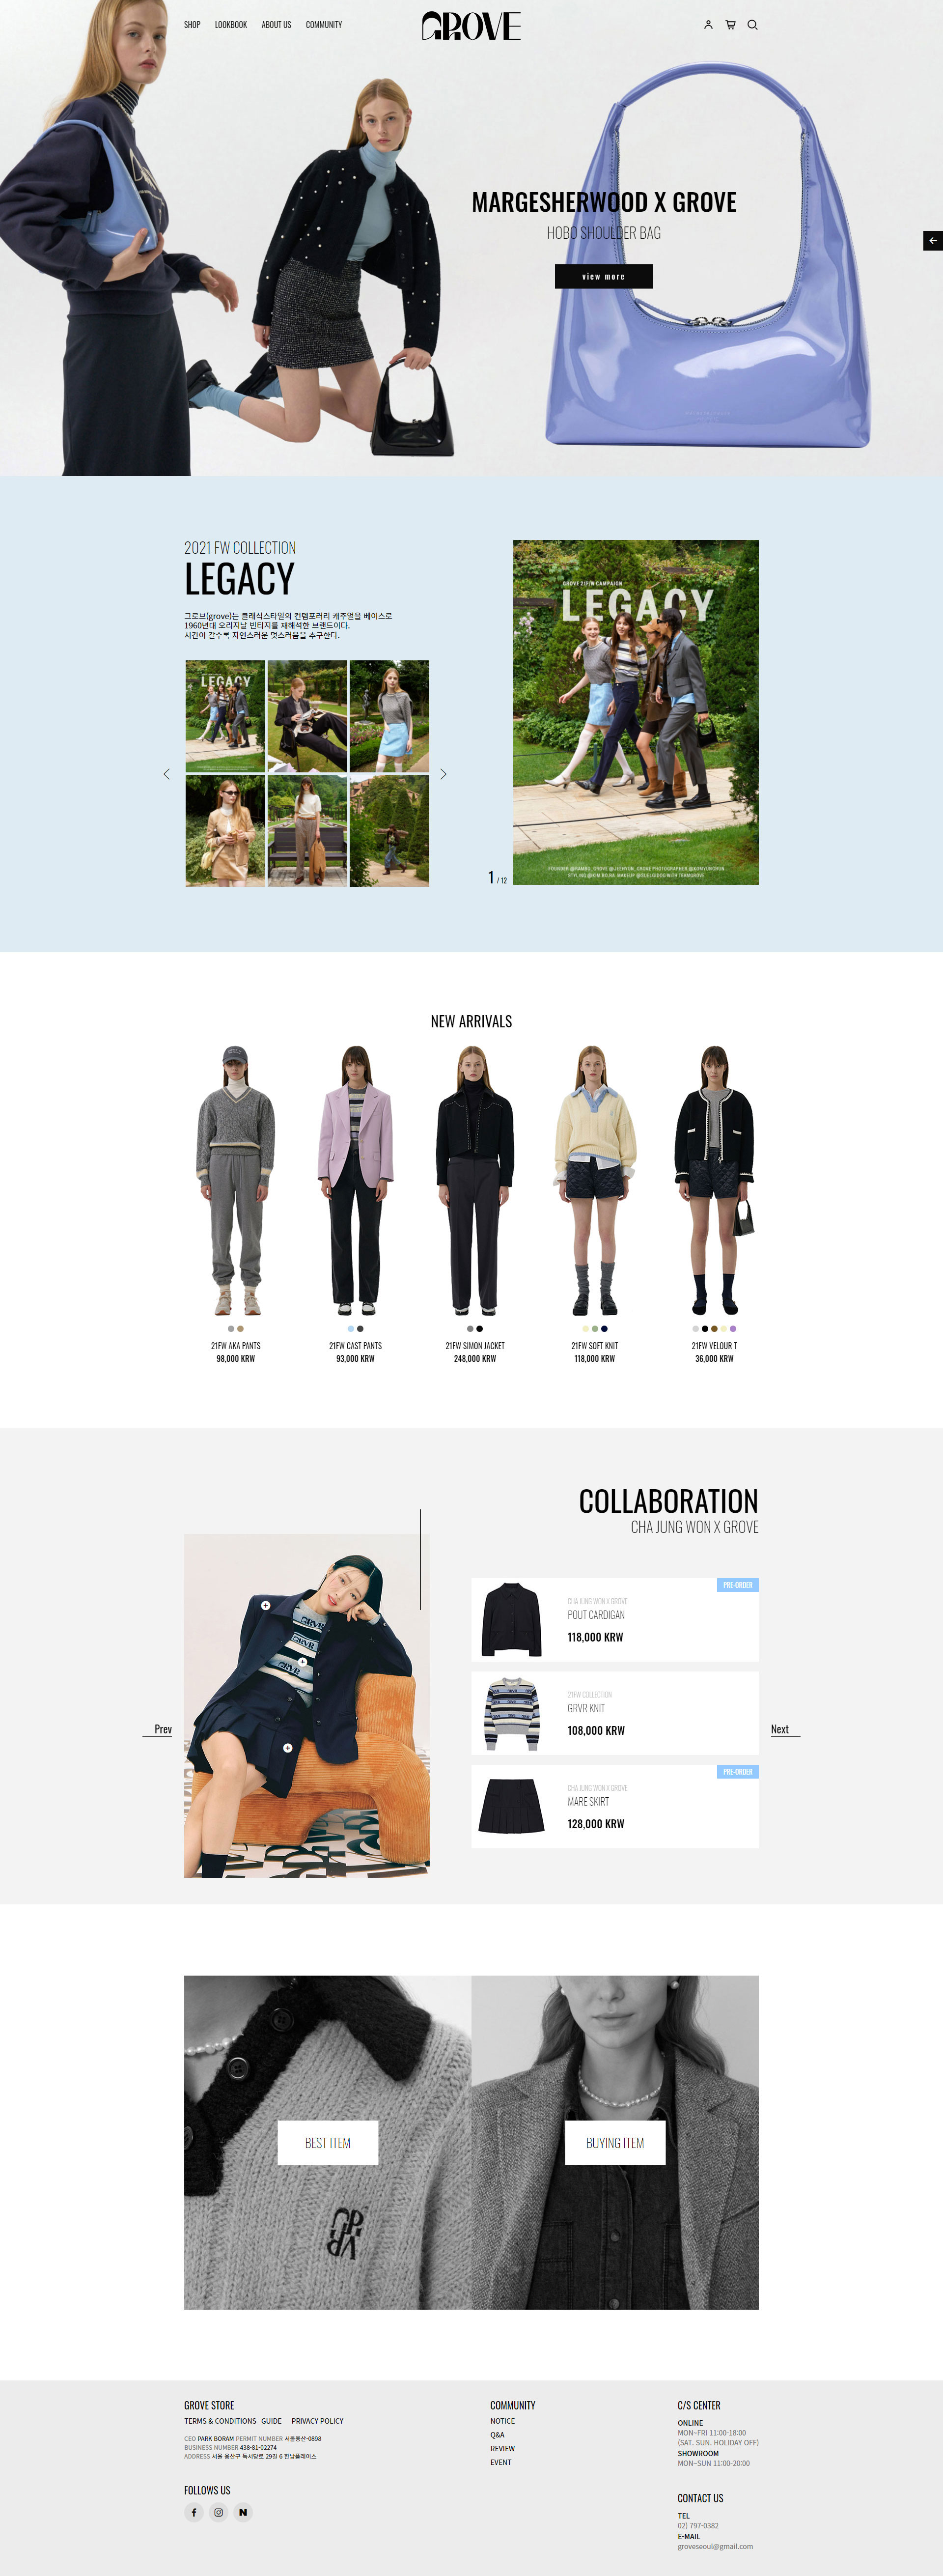 SHOP LOOKBOOK ABOUT US COMMUNITY
GROVE
MARGESHERWOOD X GROVE
HOBO SHOULDER BAG
view more
2021 FW COLLECTION
LEGACY
그로브(grove)는 클래식스타일의 컨템포러리 캐주얼을 베이스로
1960년대 오리지날 빈티지를 재해석한 브랜드이다.
시간이 갈수록 자연스러운 멋스러움을 추구한다.
LEGACY
GROVE 21F/W CAMPAIGN
LEGACY
1 / 12
NEW ARRIVALS
21FW AKA PANTS
98,000 KRW
21FW CAST PANTS
93,000 KRW
21FW SIMON JACKET
248,000 KRW
21FW SOFT KNIT
118,000 KRW
21FW VELOUR T
36,000 KRW
COLLABORATION
CHA JUNG WON X GROVE
PRE-ORDER
CHA JUNG WON X GROVE
POUT CARDIGAN
118,000 KRW
21FW COLLECTION
GRVR KNIT
108,000 KRW
PRE-ORDER
CHA JUNG WON X GROVE
MARE SKIRT
128,000 KRW
Prev
Next
BEST ITEM
BUYING ITEM
GROVE STORE
TERMS & CONDITIONS GUIDE PRIVACY POLICY
CEO PARK BORAM PERMIT NUMBER 서울용산-0898
BUSINESS NUMBER 438-81-02274
ADDRESS 서울 용산구 독서당로 29길 6 한남플레이스
FOLLOWS US
COMMUNITY
NOTICE
Q&A
REVIEW
EVENT
C/S CENTER
ONLINE
MON~FRI 11:00-18:00
(SAT. SUN. HOLIDAY OFF)
SHOWROOM
MON~SUN 11:00-20:00
CONTACT US
TEL
02) 797-0382
E-MAIL
groveseoul@gmail.com